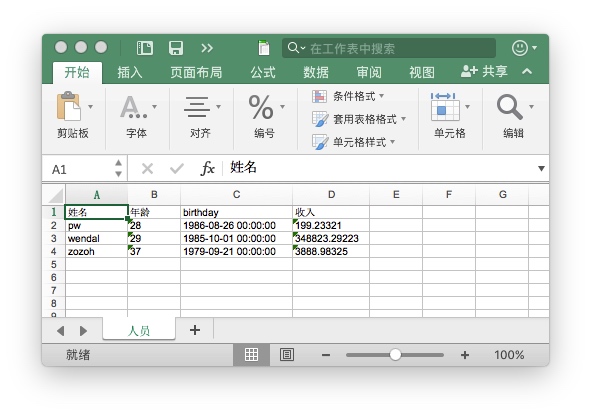 在工作表中搜索
开始 插入 页面布局 公式 数据 审阅 视图 共享
剪贴板 字体 对齐 % 编号 条件格式 套用表格格式 单元格样式 单元格 编辑
A1 fx 姓名
A B C D E F G
1 姓名 年龄 birthday 收入
2 pw 28 1986-08-26 00:00:00 199.23321
3 wendal 29 1985-10-01 00:00:00 348823.29223
4 zozoh 37 1979-09-21 00:00:00 3888.98325
5
6
7
8
9
人员 +
就绪 100%